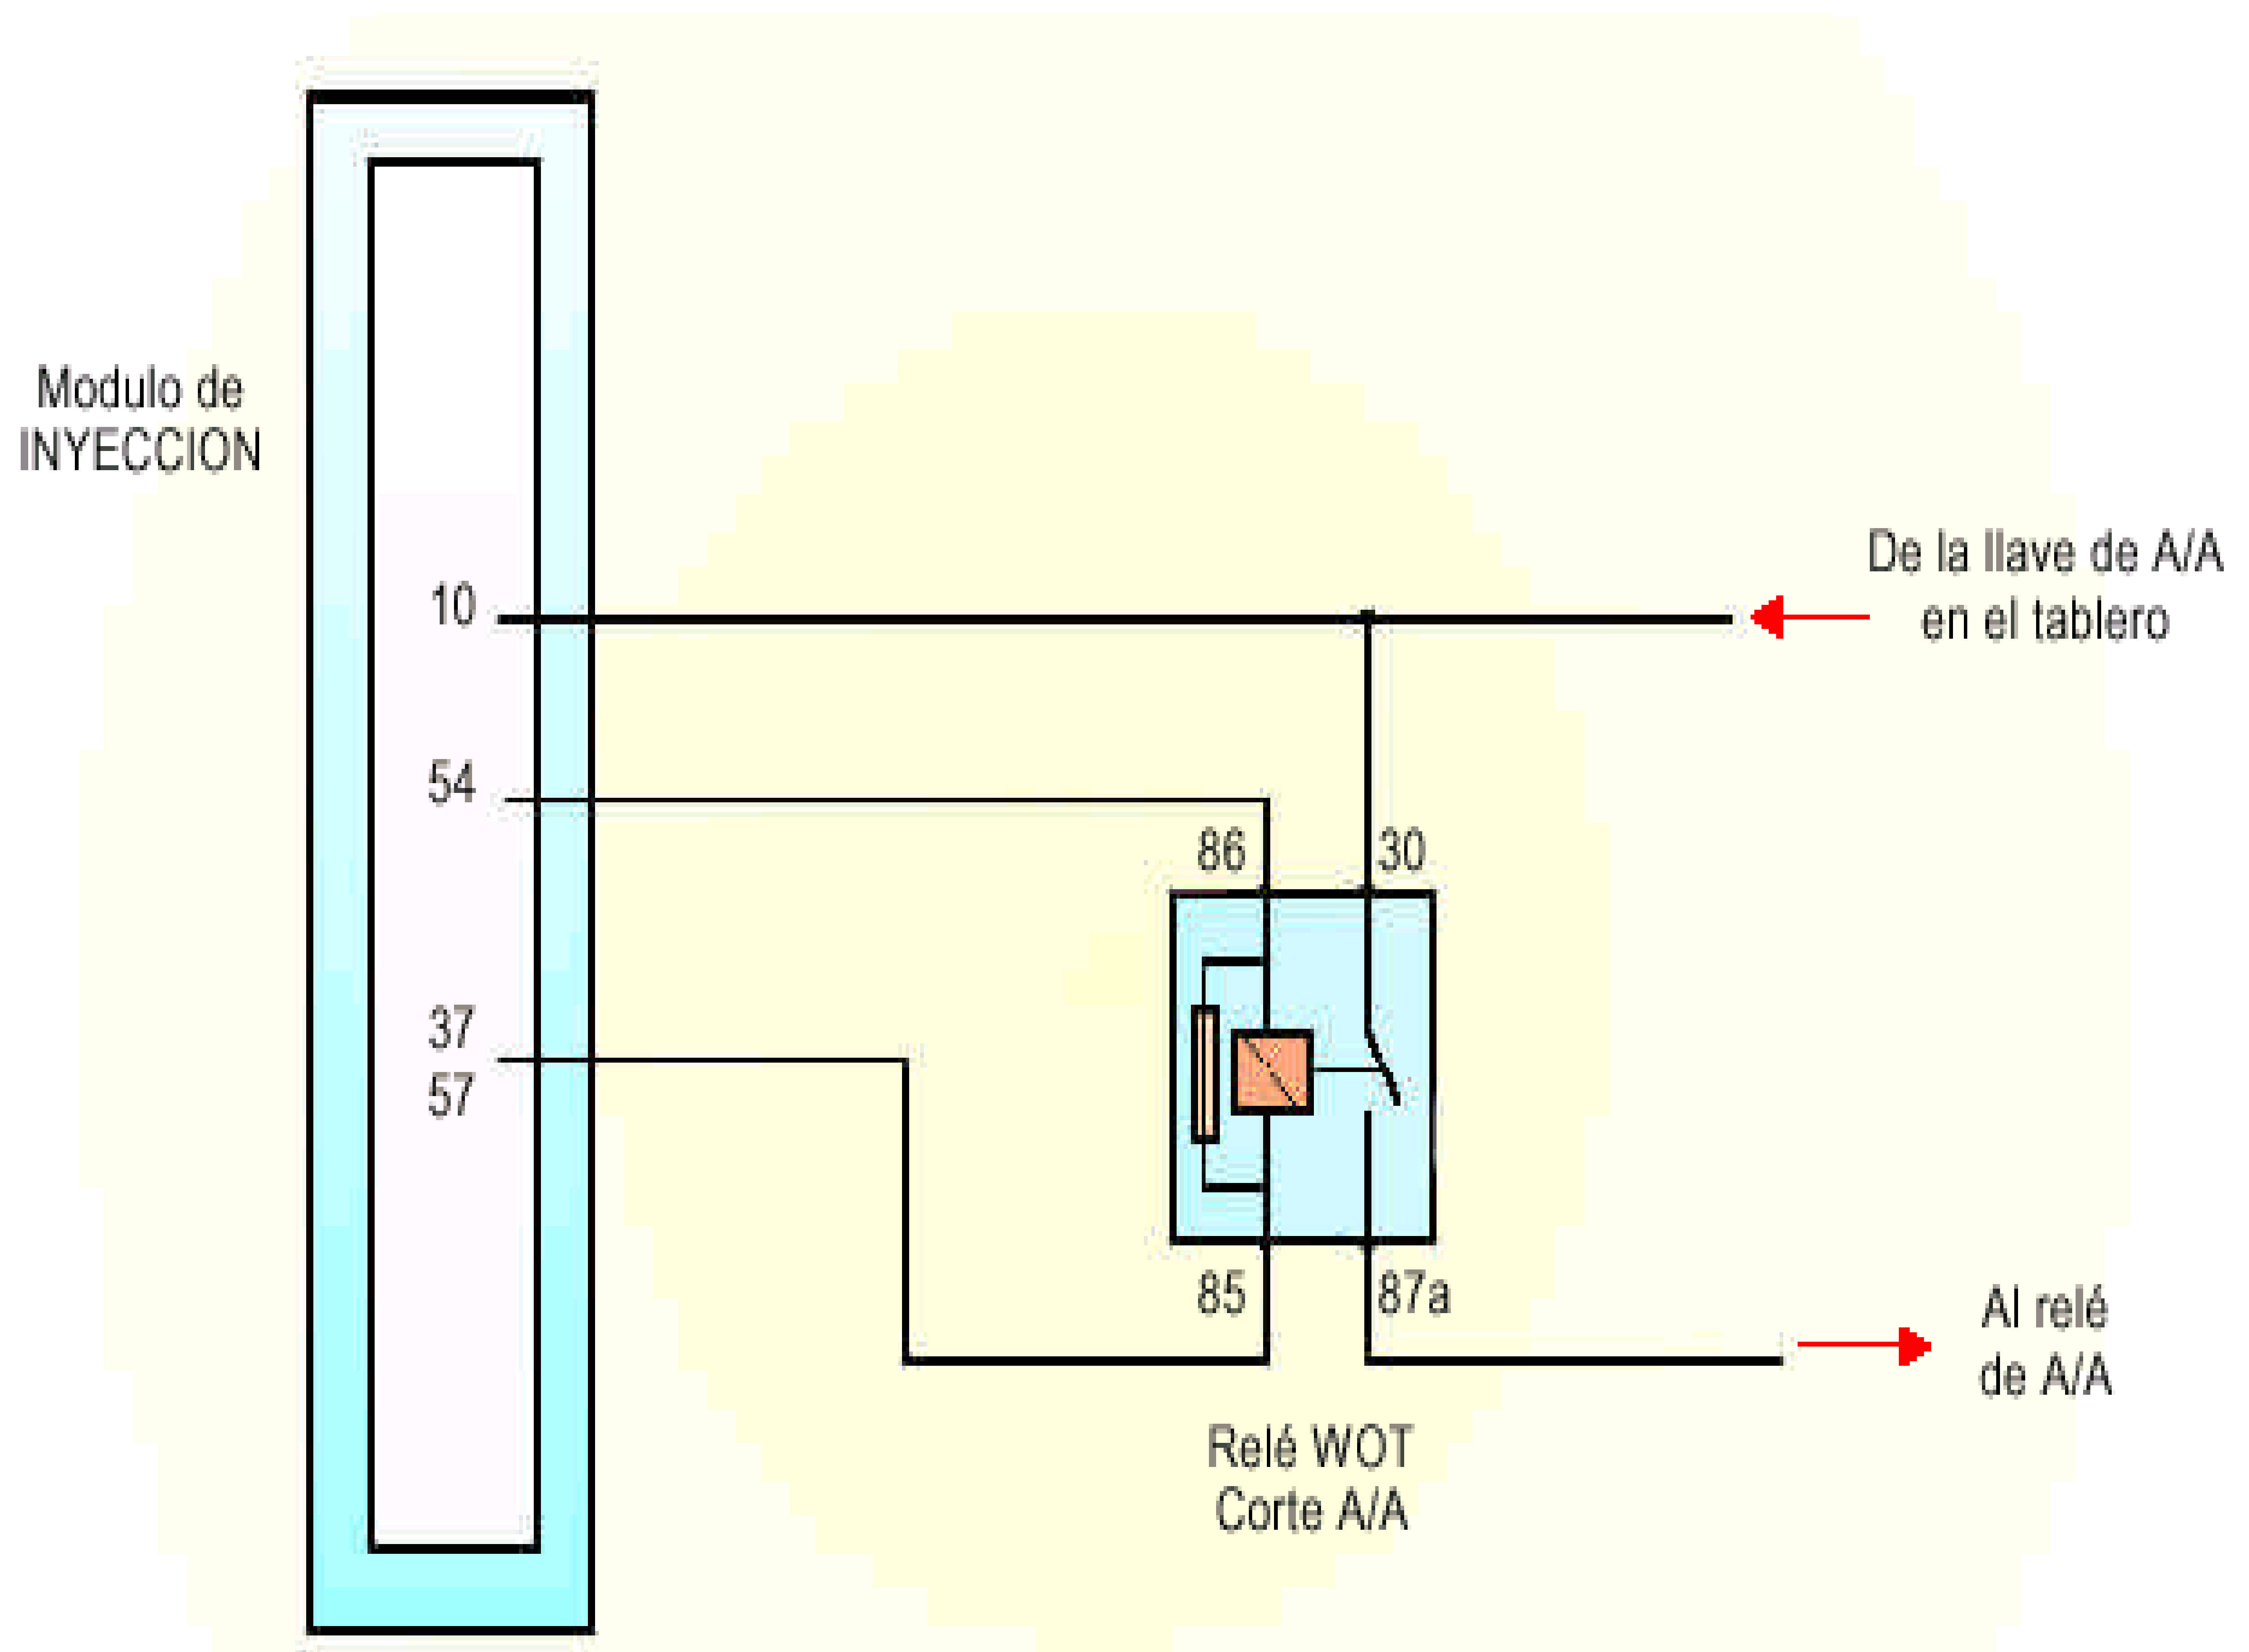 Modulo de
INYECCION
10
54
37
57
De la llave de A/A
en el tablero
86
30
85
87a
Al relé
de A/A
Relé WOT
Corte A/A